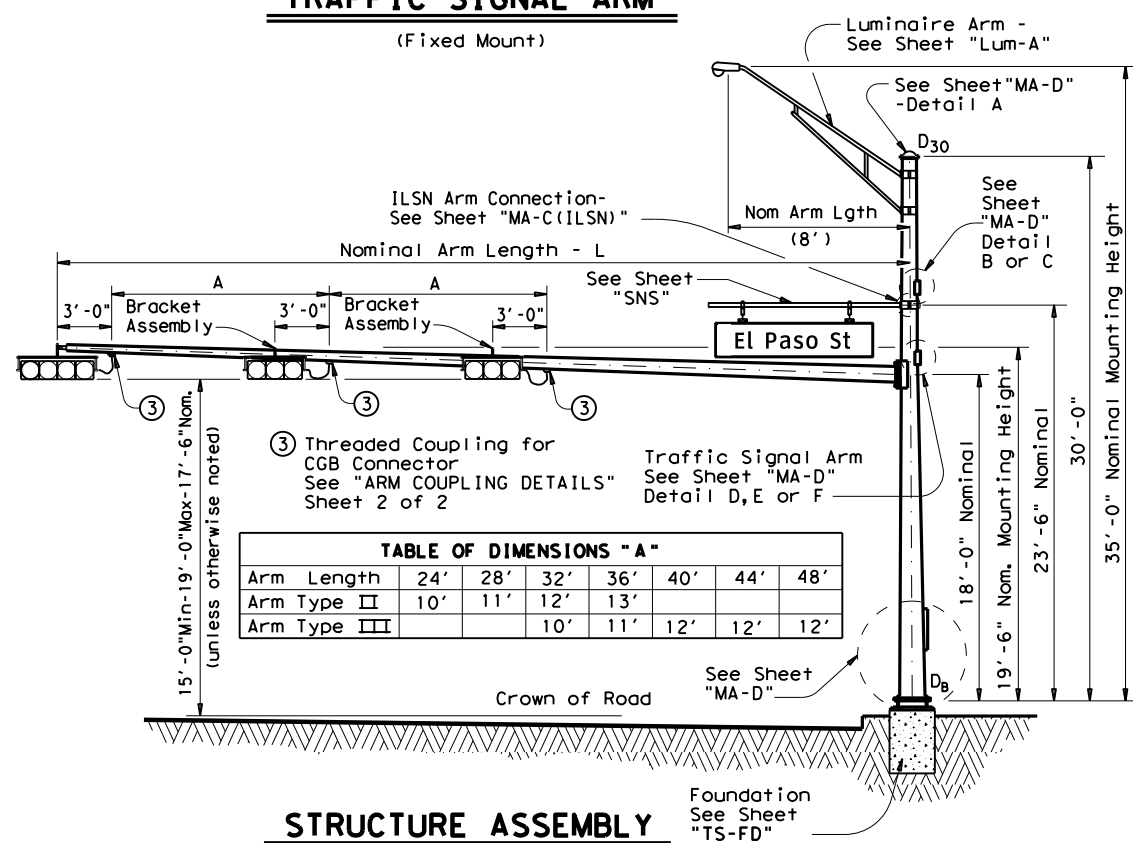 TRAFFIC SIGNAL ARM
(Fixed Mount)
Luminaire Arm -
See Sheet "Lum-A"
See Sheet "MA-D"
-Detail A
D30
See
Sheet
"MA-D"
Detail
B or C
ILSN Arm Connection-
See Sheet "MA-C(ILSN)"
Nom Arm Lgth
(8')
Nominal Arm Length - L
See Sheet
"SNS"
A
A
3'-0"
Bracket
Assembly
3'-0"
Bracket
Assembly
3'-0"
El Paso St
3
3
3
3 Threaded Coupling for
CGB Connector
See "ARM COUPLING DETAILS"
Sheet 2 of 2
Traffic Signal Arm
See Sheet "MA-D"
Detail D,E or F
15'-0"Min-19'-0"Max-17'-6"Nom.
(unless otherwise noted)
18'-0" Nominal
19'-6" Nom. Mounting Height
23'-6" Nominal
30'-0"
35'-0" Nominal Mounting Height
TABLE OF DIMENSIONS "A"
Arm Length 24' 28' 32' 36' 40' 44' 48'
Arm Type II 10' 11' 12' 13'
Arm Type III 10' 11' 12' 12' 12'
See Sheet
"MA-D"
DB
Crown of Road
Foundation
See Sheet
"TS-FD"
STRUCTURE ASSEMBLY